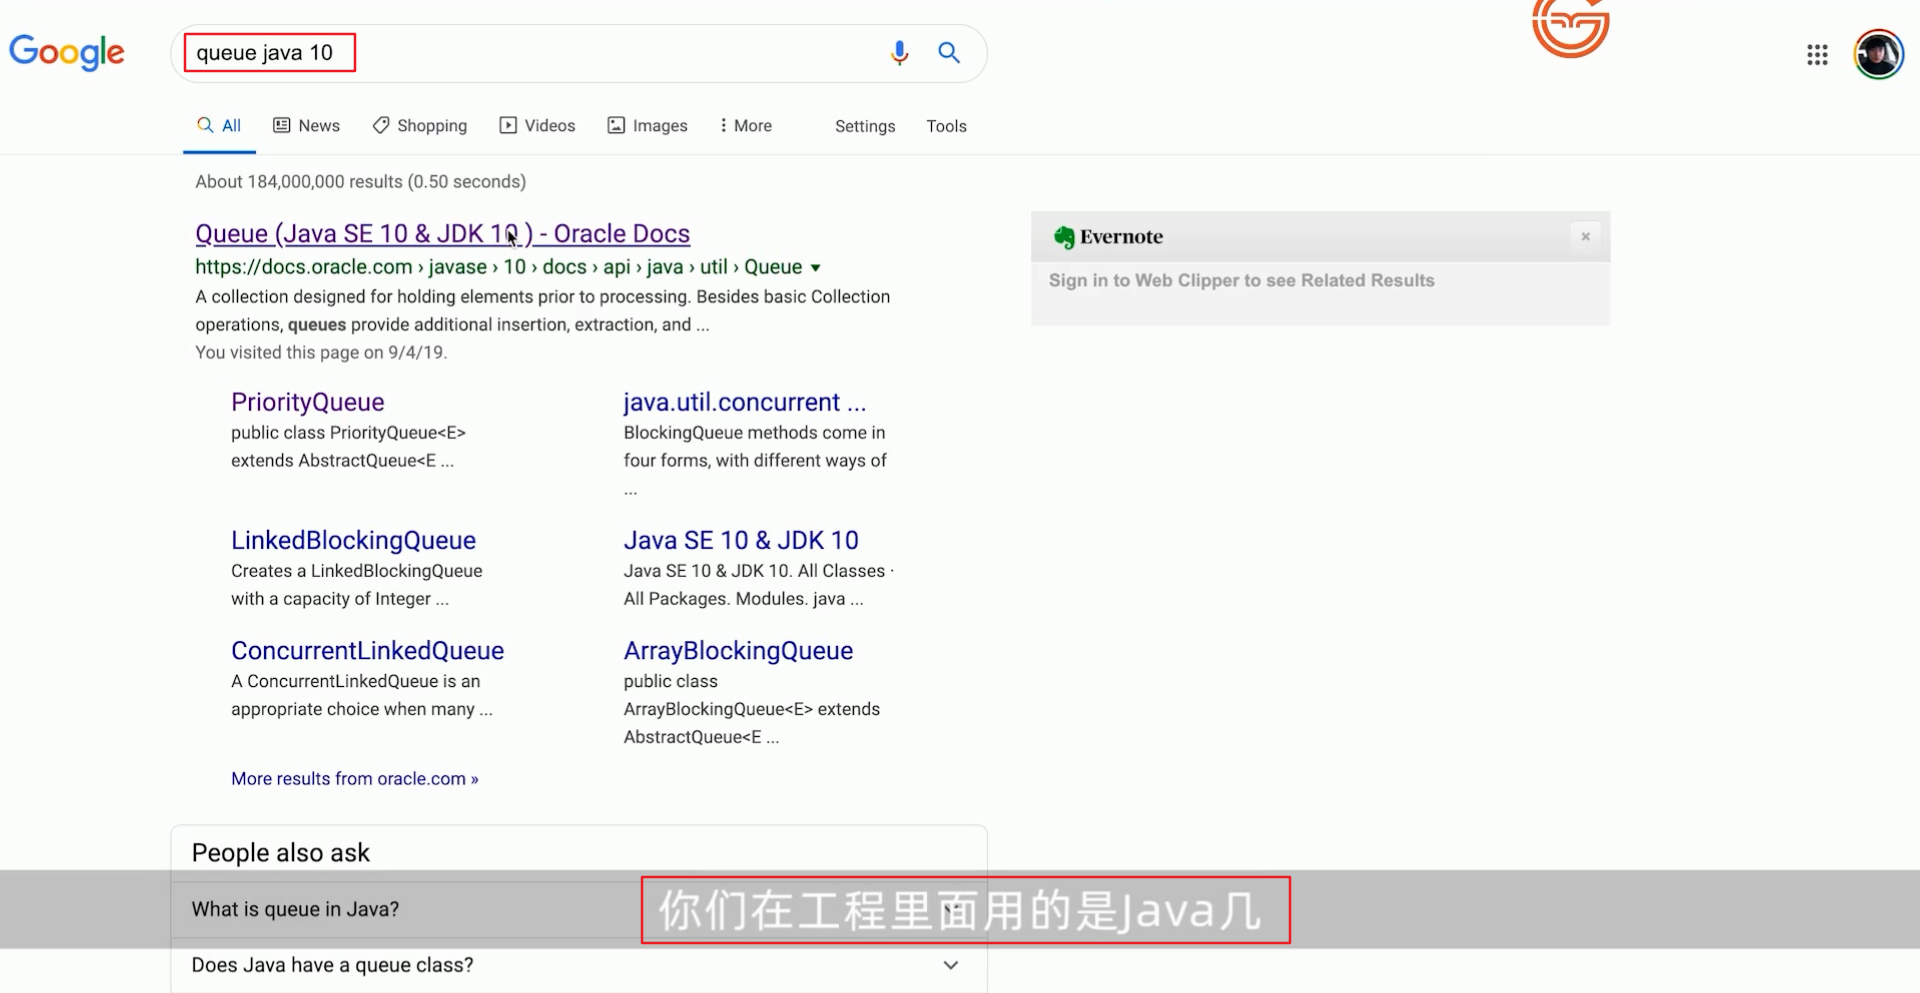 Google
queue java 10
All
News
Shopping
Videos
Images
More
Settings
Tools
About 184,000,000 results (0.50 seconds)
Queue (Java SE 10 & JDK 10 ) - Oracle Docs
https://docs.oracle.com › javase › 10 › docs › api › java › util › Queue
A collection designed for holding elements prior to processing. Besides basic Collection
operations, queues provide additional insertion, extraction, and ...
You visited this page on 9/4/19.
Evernote
Sign in to Web Clipper to see Related Results
PriorityQueue
public class PriorityQueue<E>
extends AbstractQueue<E ...
java.util.concurrent ...
BlockingQueue methods come in
four forms, with different ways of
...
LinkedBlockingQueue
Creates a LinkedBlockingQueue
with a capacity of Integer ...
Java SE 10 & JDK 10
Java SE 10 & JDK 10. All Classes ·
All Packages. Modules. java ...
ConcurrentLinkedQueue
A ConcurrentLinkedQueue is an
appropriate choice when many ...
ArrayBlockingQueue
public class
ArrayBlockingQueue<E> extends
AbstractQueue<E ...
More results from oracle.com »
People also ask
What is queue in Java?
你们在工程里面用的是Java几
Does Java have a queue class?